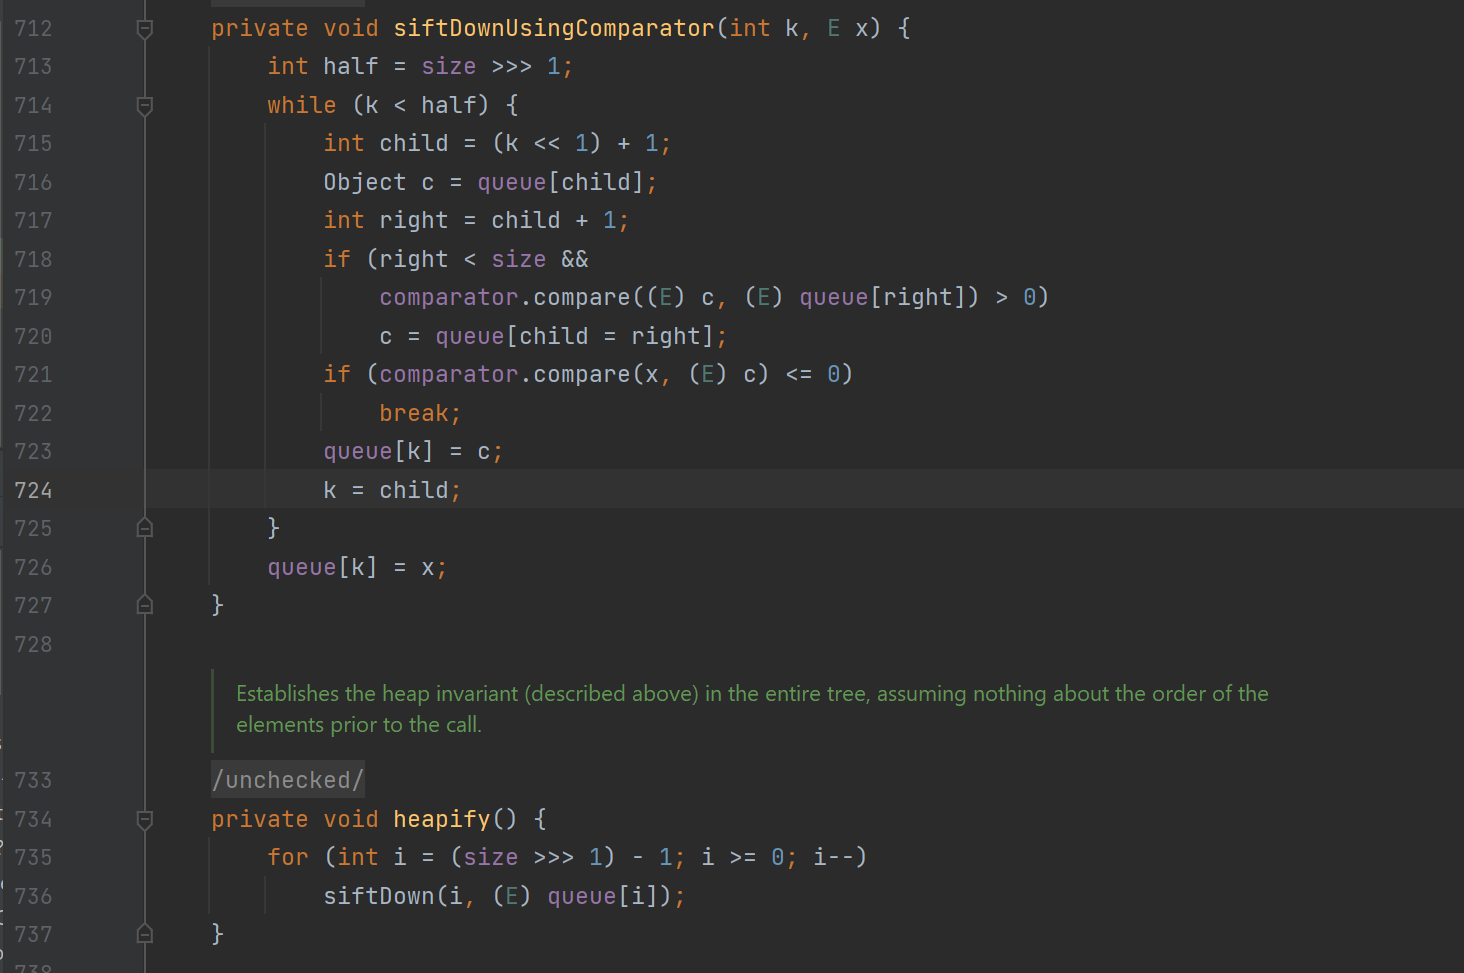 712 private void siftDownUsingComparator(int k, E x) {
713 int half = size >>> 1;
714 while (k < half) {
715 int child = (k << 1) + 1;
716 Object c = queue[child];
717 int right = child + 1;
718 if (right < size &&
719 comparator.compare((E) c, (E) queue[right]) > 0)
720 c = queue[child = right];
721 if (comparator.compare(x, (E) c) <= 0)
722 break;
723 queue[k] = c;
724 k = child;
725 }
726 queue[k] = x;
727 }
728
Establishes the heap invariant (described above) in the entire tree, assuming nothing about the order of the
elements prior to the call.
733 /unchecked/
734 private void heapify() {
735 for (int i = (size >>> 1) - 1; i >= 0; i--)
736 siftDown(i, (E) queue[i]);
737 }
738